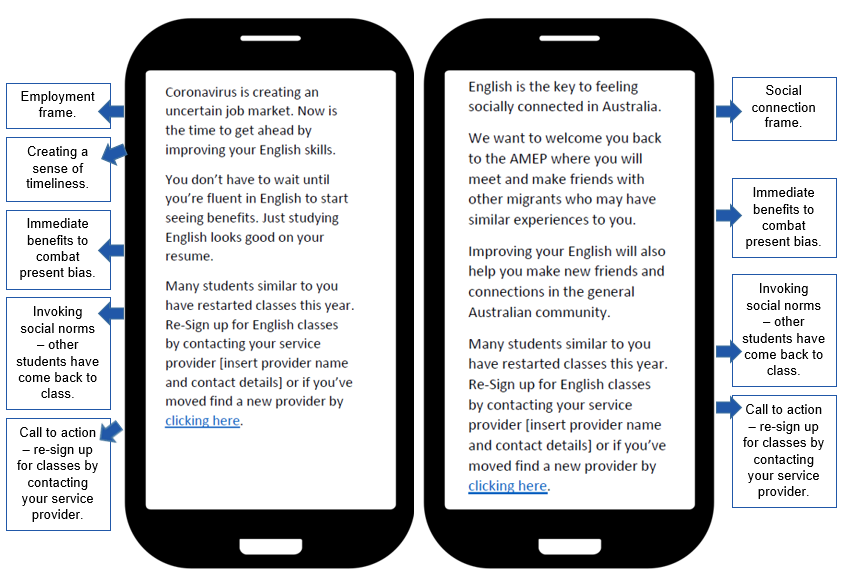 Employment
frame.
Creating a
sense of
timeliness.
Immediate
benefits to
combat
present bias.
Invoking
social norms
– other
students have
come back to
class.
Call to action
– re-sign up
for classes by
contacting
your service
provider.
Coronavirus is creating an
uncertain job market. Now is
the time to get ahead by
improving your English skills.
You don’t have to wait until
you’re fluent in English to start
seeing benefits. Just studying
English looks good on your
resume.
Many students similar to you
have restarted classes this year.
Re-Sign up for English classes
by contacting your service
provider [insert provider name
and contact details] or if you’ve
moved find a new provider by
clicking here.
English is the key to feeling
socially connected in Australia.
We want to welcome you back
to the AMEP where you will
meet and make friends with
other migrants who may have
similar experiences to you.
Improving your English will also
help you make new friends and
connections in the general
Australian community.
Many students similar to you
have restarted classes this year.
Re-Sign up for English classes
by contacting your service
provider [insert provider name
and contact details] or if you’ve
moved find a new provider by
clicking here.
Social
connection
frame.
Immediate
benefits to
combat
present bias.
Invoking
social norms
– other
students have
come back to
class.
Call to action
– re-sign up
for classes by
contacting
your service
provider.